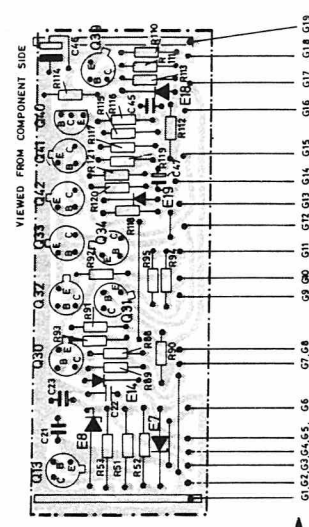 VIEWED FROM COMPONENT SIDE
Q13
Q30
Q32
Q33
Q42
Q41
Q40
Q39
C46
R114
R110
R111
R113
E18
C45
R115
R116
R117
R112
R121
R119
C47
R120
E19
R118
Q34
R92
R95
R94
Q31
R91
R93
R88
R89
R90
C23
C22
E14
C21
E8
E7
R53
R51
R52
B
C
E
G1,G2,G3,G4,G5,
G6
G7,G8
G9
G11
G12
G13
G14
G15
G16
G17
G18
G19